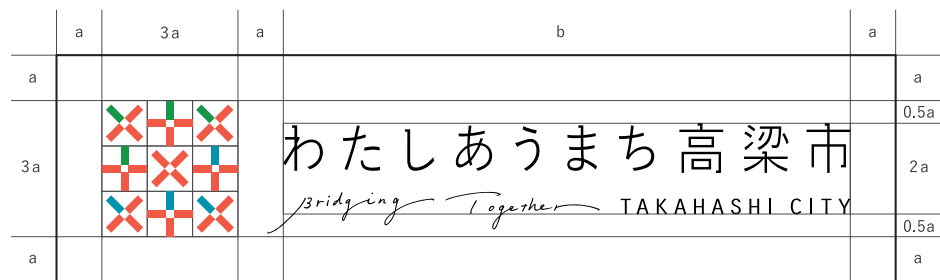 a 3a a b a
a a
0.5a
わたしあうまち 高梁市
3a 2a
Bridging Together TAKAHASHI CITY
0.5a
a a